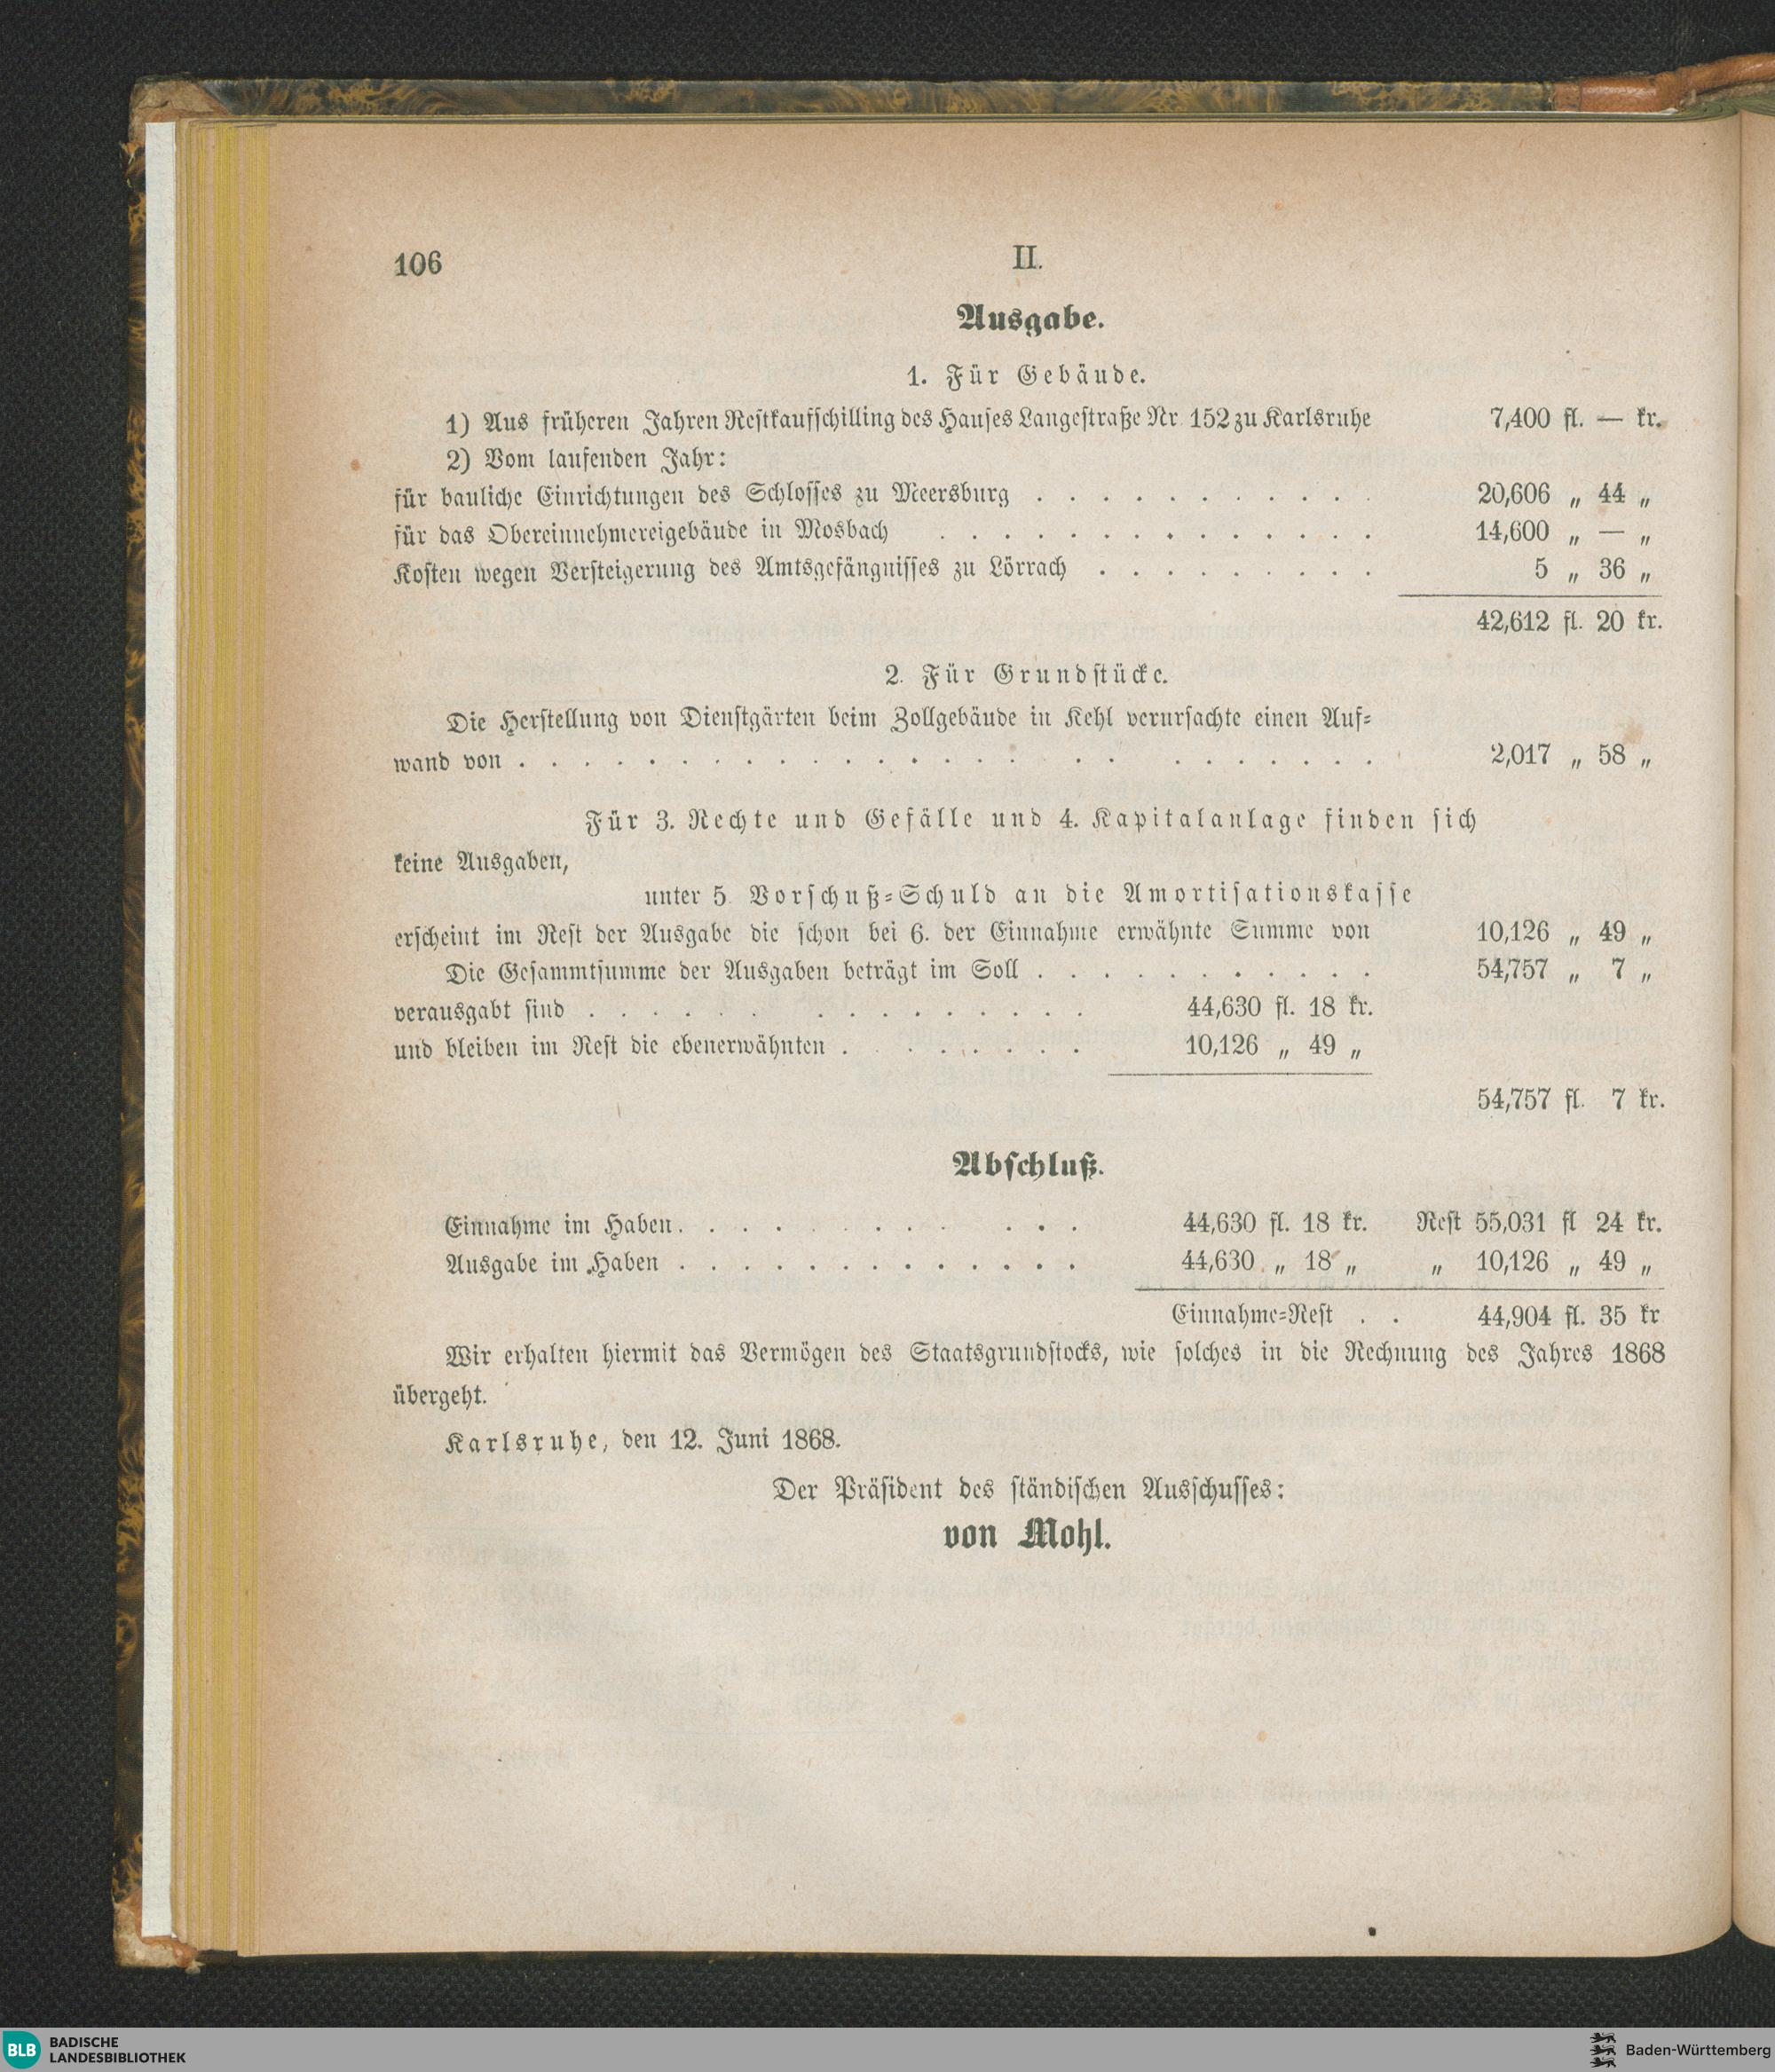 106
II.
Ausgabe.
1. Für Gebäude.
1) Aus früheren Jahren Restkaufschilling des Hauses Langestraße Nr 152 zu Karlsruhe 7,400 fl. — kr.
2) Vom laufenden Jahr:
für bauliche Einrichtungen des Schlosses zu Meersburg . . . . . . . . . . . 20,606 „ 44 „
für das Obereinnehmereigebäude in Mosbach . . . . . . . . . . . . . . 14,600 „ — „
Kosten wegen Versteigerung des Amtsgefängnisses zu Lörrach . . . . . . . . . 5 „ 36 „
42,612 fl. 20 kr.
2. Für Grundstücke.
Die Herstellung von Dienstgärten beim Zollgebäude in Kehl verursachte einen Auf-
wand von . . . . . . . . . . . . . . . . . . . . . . . . . 2,017 „ 58 „
Für 3. Rechte und Gefälle und 4. Kapitalanlage finden sich
keine Ausgaben,
unter 5. Vorschuß-Schuld an die Amortisationskasse
erscheint im Rest der Ausgabe die schon bei 6. der Einnahme erwähnte Summe von 10,126 „ 49 „
Die Gesammtsumme der Ausgaben beträgt im Soll . . . . . . . . . . . 54,757 „ 7 „
verausgabt sind . . . . . . . . . . . . . . . 44,630 fl. 18 kr.
und bleiben im Rest die ebenerwähnten . . . . . . . . 10,126 „ 49 „
54,757 fl. 7 kr.
Abschluß.
Einnahme im Haben . . . . . . . . . . . 44,630 fl. 18 kr. Rest 55,031 fl 24 kr.
Ausgabe im Haben . . . . . . . . . . . . . 44,630 „ 18 „ „ 10,126 „ 49 „
Einnahme-Rest . . 44,904 fl. 35 kr
Wir erhalten hiermit das Vermögen des Staatsgrundstocks, wie solches in die Rechnung des Jahres 1868
übergeht.
Karlsruhe, den 12. Juni 1868.
Der Präsident des ständischen Ausschusses:
von Mohl.
BLB BADISCHE
LANDESBIBLIOTHEK
Baden-Württemberg